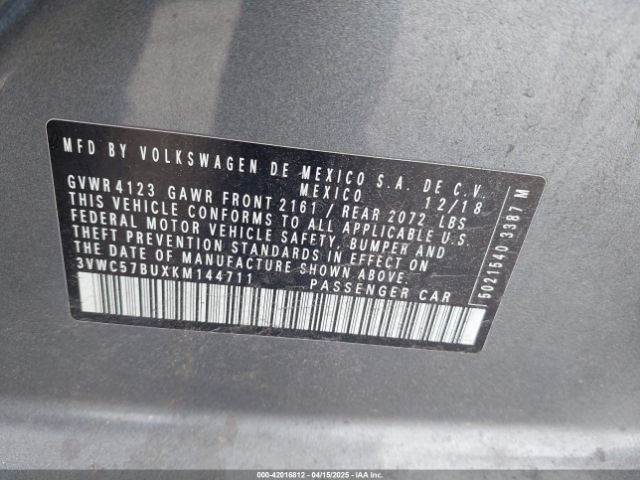 MFD BY VOLKSWAGEN DE MEXICO S.A. DE C.V.
MEXICO 12/18
GVWR 4123 GAWR FRONT 2161 / REAR 2072 LBS
THIS VEHICLE CONFORMS TO ALL APPLICABLE U.S.
FEDERAL MOTOR VEHICLE SAFETY, BUMPER AND
THEFT PREVENTION STANDARDS IN EFFECT ON
THE DATE OF MANUFACTURE SHOWN ABOVE.
3VWC57BUXKM144711 PASSENGER CAR
5021540 3387 M
000-42016812 - 04/15/2025 - IAAI.COM